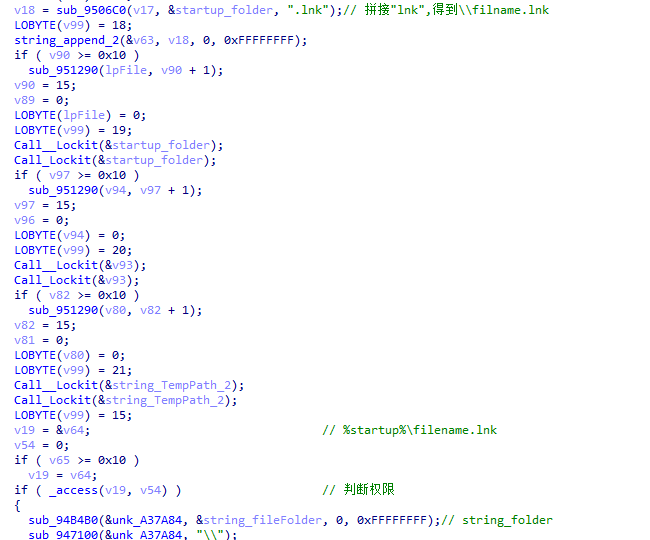 v18 = sub_9506C0(v17, &startup_folder, ".lnk");// 拼接"lnk",得到\\filname.lnk
LOBYTE(v99) = 18;
string_append_2(&v63, v18, 0, 0xFFFFFFFF);
if ( v90 >= 0x10 )
sub_951290(lpFile, v90 + 1);
v90 = 15;
v89 = 0;
LOBYTE(lpFile) = 0;
LOBYTE(v99) = 19;
Call__Lockit(&startup_folder);
Call_Lockit(&startup_folder);
if ( v97 >= 0x10 )
sub_951290(v94, v97 + 1);
v97 = 15;
v96 = 0;
LOBYTE(v94) = 0;
LOBYTE(v99) = 20;
Call__Lockit(&v93);
Call_Lockit(&v93);
if ( v82 >= 0x10 )
sub_951290(v80, v82 + 1);
v82 = 15;
v81 = 0;
LOBYTE(v80) = 0;
LOBYTE(v99) = 21;
Call__Lockit(&string_TempPath_2);
Call_Lockit(&string_TempPath_2);
LOBYTE(v99) = 15;
v19 = &v64; // %startup%\filename.lnk
v54 = 0;
if ( v65 >= 0x10 )
v19 = v64;
if ( _access(v19, v54) ) // 判断权限
{
sub_94B4B0(&unk_A37A84, &string_fileFolder, 0, 0xFFFFFFFF);// string_folder
sub_947100(&unk_A37A84, "\\");